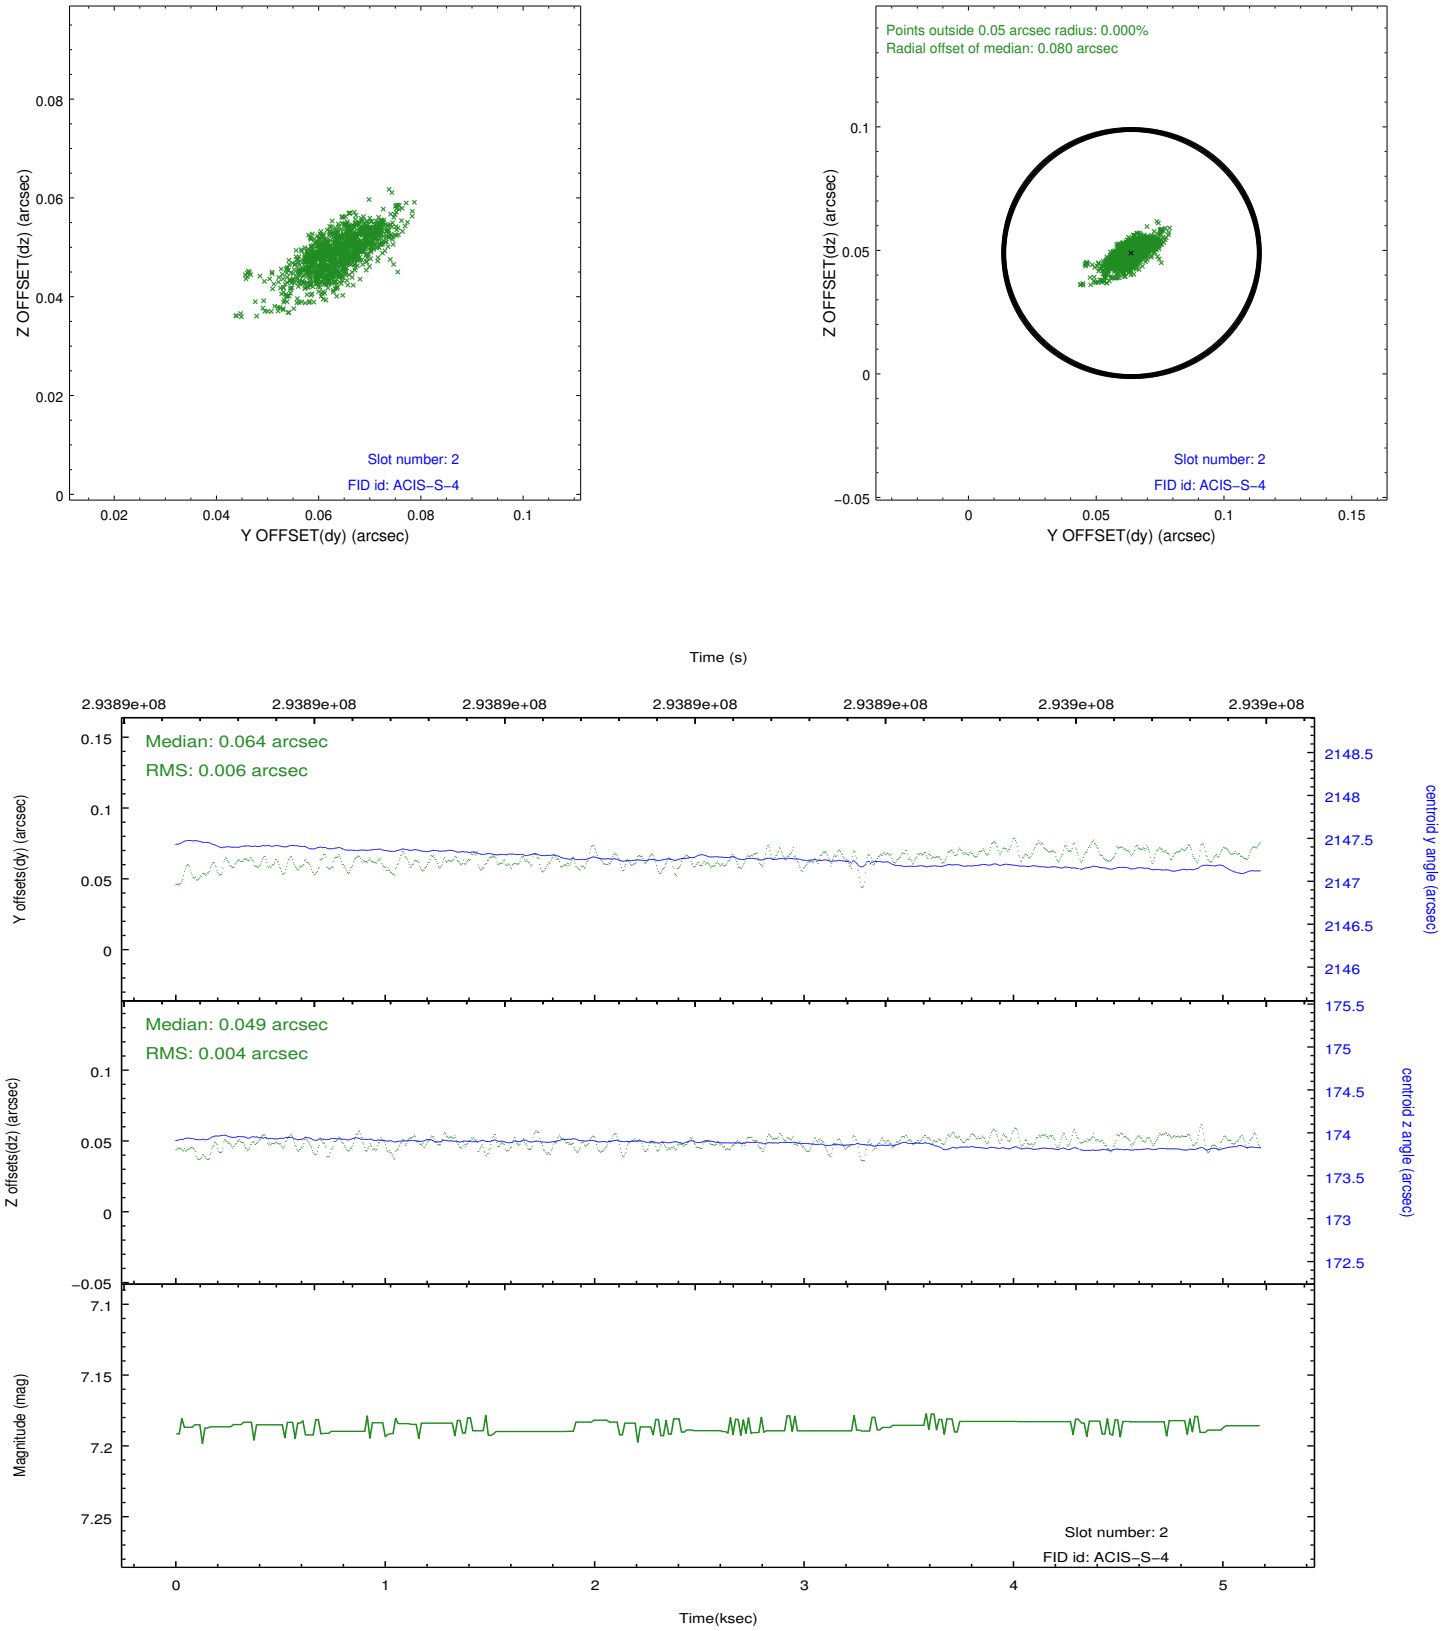 Points outside 0.05 arcsec radius: 0.000%
Radial offset of median: 0.080 arcsec
0.08
0.06
0.04
0.02
0
Z OFFSET(dz) (arcsec)
Slot number: 2
FID id: ACIS−S−4
0.02 0.04 0.06 0.08 0.1
Y OFFSET(dy) (arcsec)
0.1
0.05
0
−0.05
Z OFFSET(dz) (arcsec)
Slot number: 2
FID id: ACIS−S−4
0 0.05 0.1 0.15
Y OFFSET(dy) (arcsec)
Time (s)
2.9389e+08 2.9389e+08 2.9389e+08 2.9389e+08 2.9389e+08 2.939e+08 2.939e+08
Median: 0.064 arcsec
RMS: 0.006 arcsec
0.15
0.1
0.05
0
Y offsets(dy) (arcsec)
2148.5
2148
2147.5
2147
2146.5
2146
centroid y angle (arcsec)
Median: 0.049 arcsec
RMS: 0.004 arcsec
0.1
0.05
0
−0.05
Z offsets(dz) (arcsec)
175.5
175
174.5
174
173.5
173
172.5
centroid z angle (arcsec)
7.1
7.15
7.2
7.25
Magnitude (mag)
Slot number: 2
FID id: ACIS−S−4
0 1 2 3 4 5
Time(ksec)